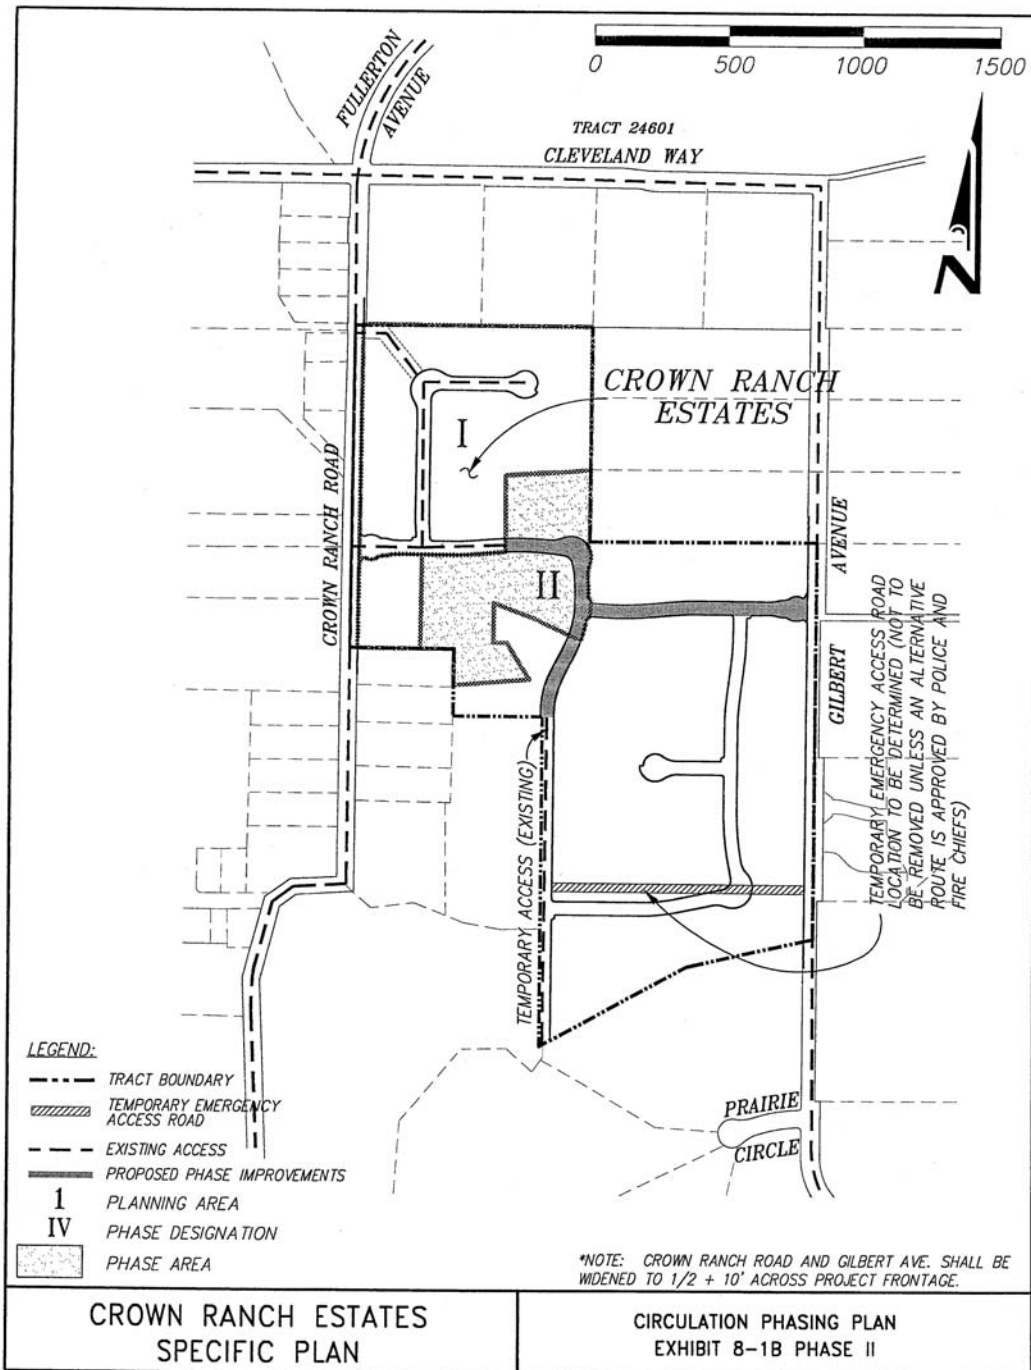 0 500 1000 1500
FULLERTON
AVENUE
TRACT 24601
CLEVELAND WAY
N
CROWN RANCH
ESTATES
I
CROWN RANCH ROAD
II
AVENUE
GILBERT
TEMPORARY EMERGENCY ACCESS ROAD
LOCATION TO BE DETERMINED (NOT TO
BE REMOVED UNLESS AN ALTERNATIVE
ROUTE IS APPROVED BY POLICE AND
FIRE CHIEFS)
TEMPORARY ACCESS (EXISTING)
PRAIRIE
CIRCLE
LEGEND:
TRACT BOUNDARY
TEMPORARY EMERGENCY
ACCESS ROAD
EXISTING ACCESS
PROPOSED PHASE IMPROVEMENTS
1 PLANNING AREA
IV PHASE DESIGNATION
PHASE AREA
*NOTE: CROWN RANCH ROAD AND GILBERT AVE. SHALL BE
WIDENED TO 1/2 + 10' ACROSS PROJECT FRONTAGE.
CROWN RANCH ESTATES
SPECIFIC PLAN
CIRCULATION PHASING PLAN
EXHIBIT 8-1B PHASE II